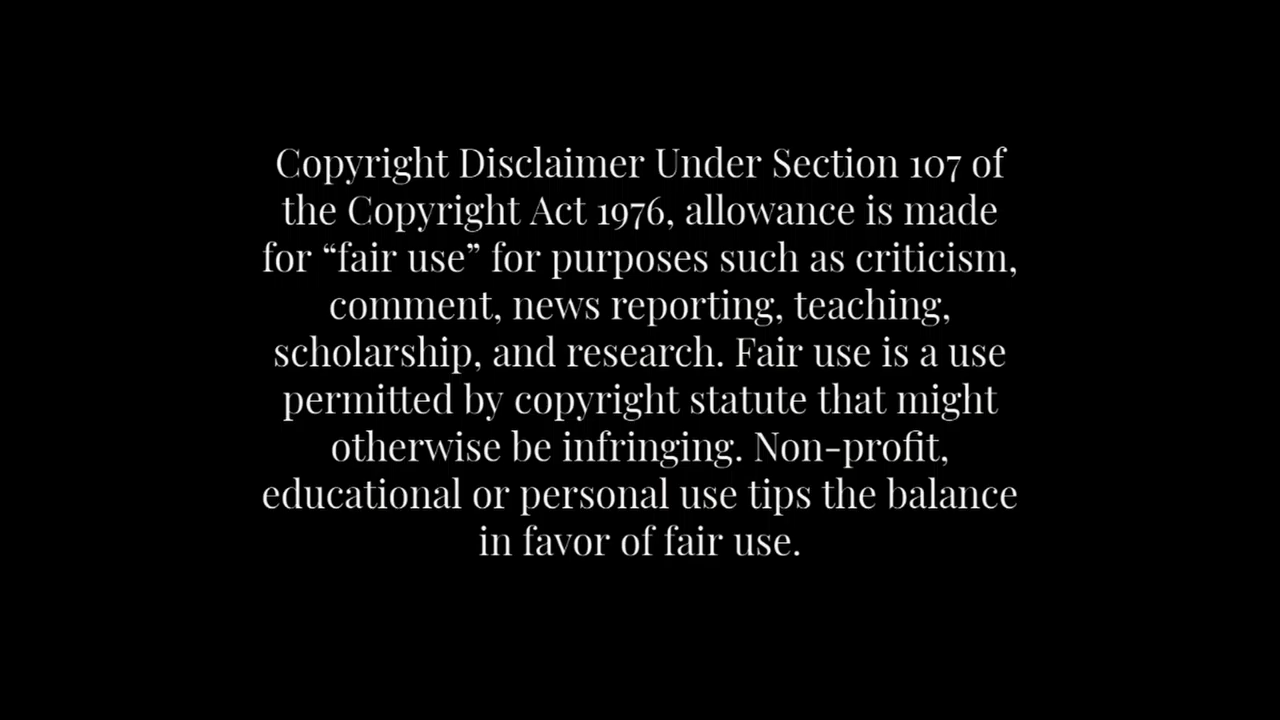 Copyright Disclaimer Under Section 107 of
the Copyright Act 1976, allowance is made
for “fair use” for purposes such as criticism,
comment, news reporting, teaching,
scholarship, and research. Fair use is a use
permitted by copyright statute that might
otherwise be infringing. Non-profit,
educational or personal use tips the balance
in favor of fair use.